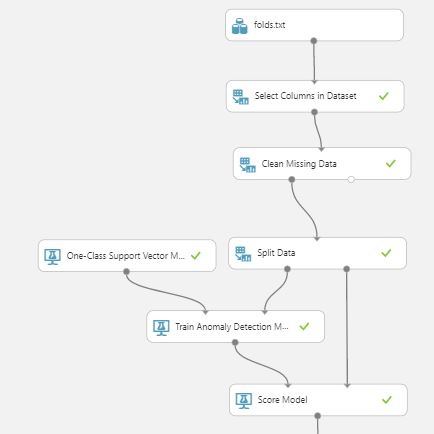 folds.txt
Select Columns in Dataset
Clean Missing Data
Split Data
One-Class Support Vector M...
Train Anomaly Detection M...
Score Model